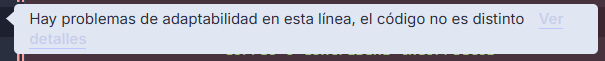 Hay problemas de adaptabilidad en esta línea, el código no es distinto Ver
detalles